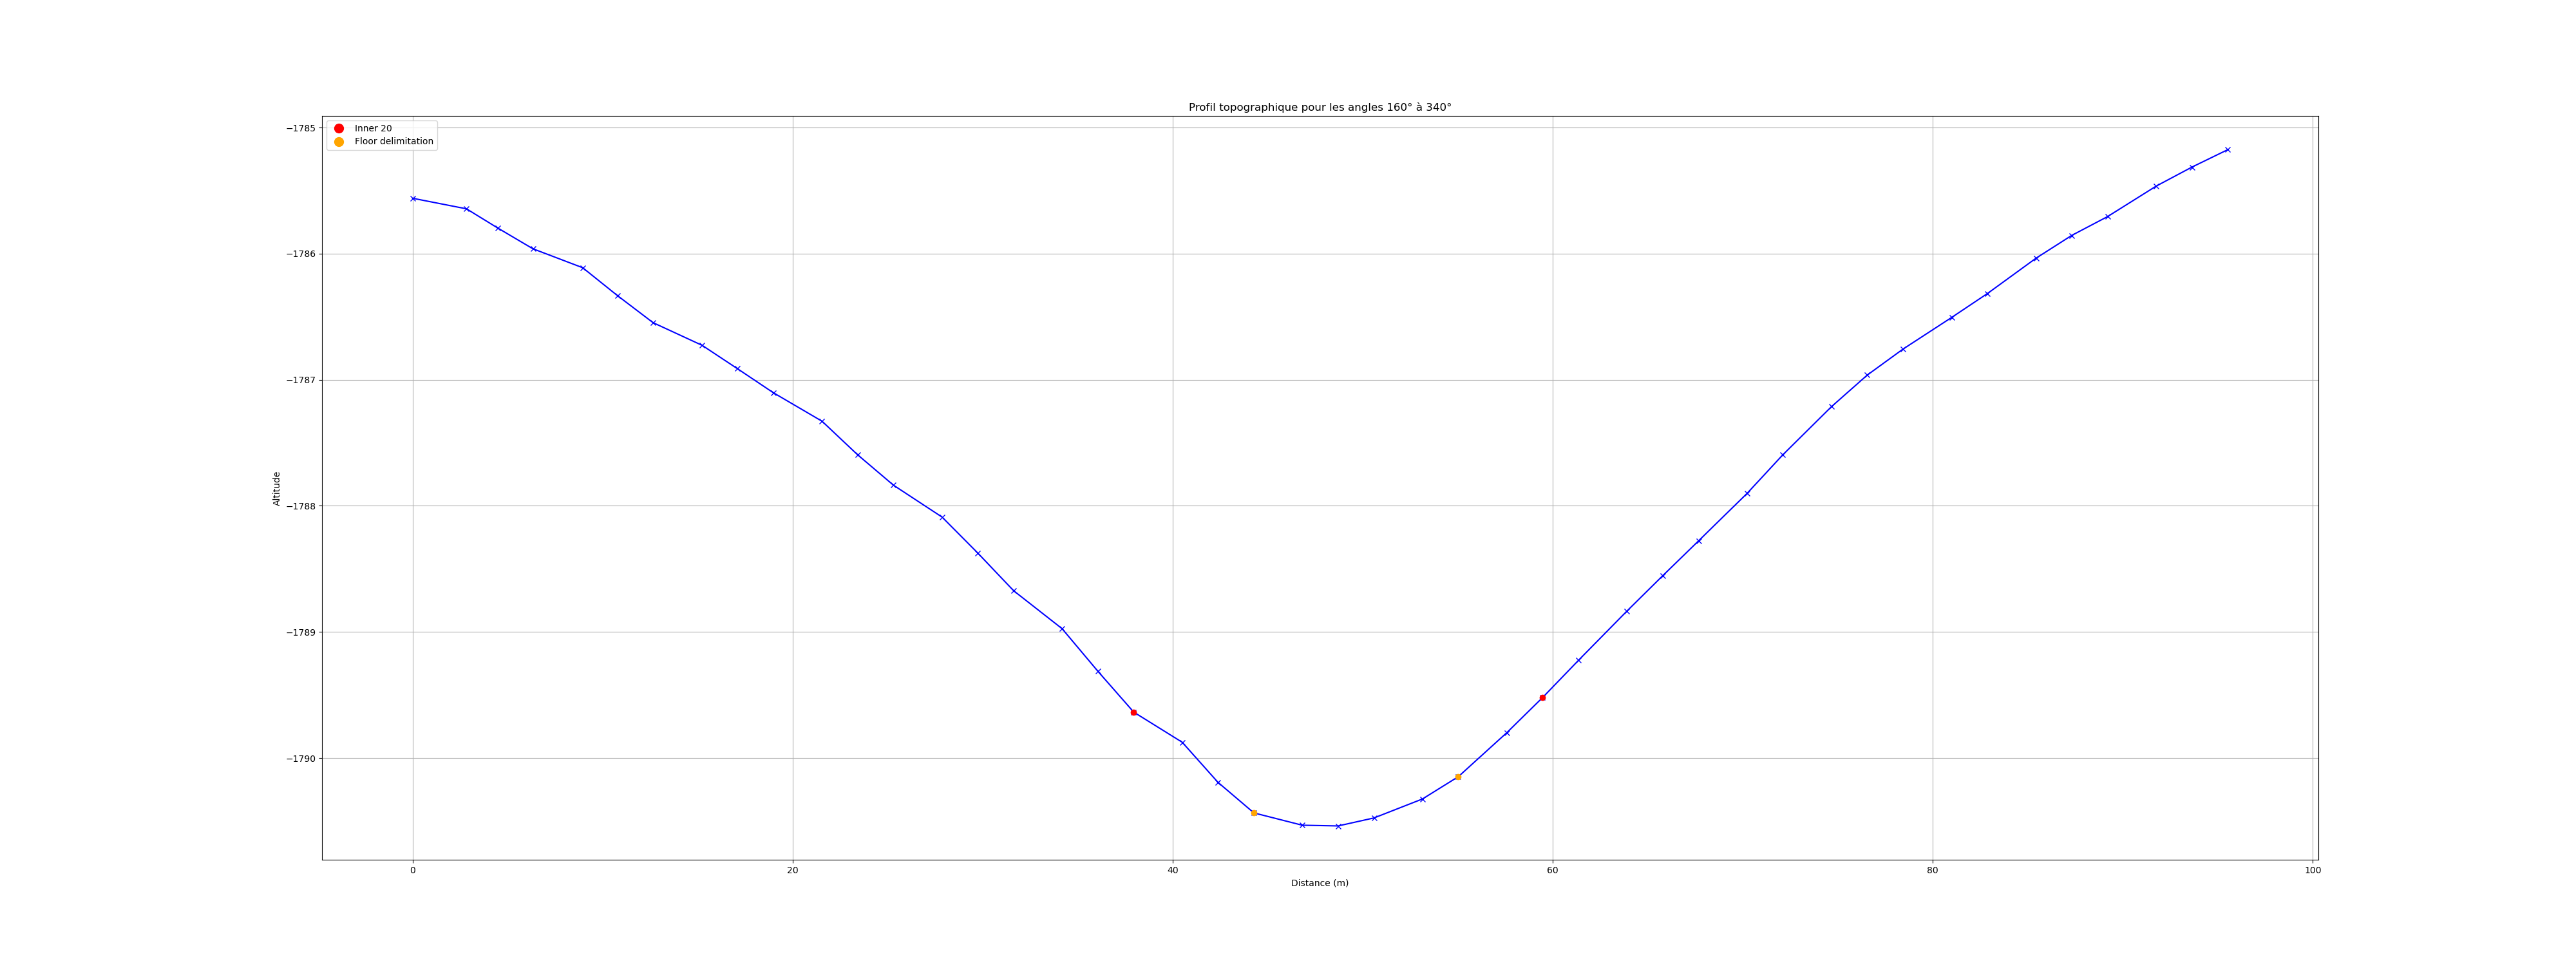 Profil topographique pour les angles 160° à 340°
Inner 20
Floor delimitation
−1785
−1786
−1787
−1788
−1789
−1790
Altitude
0 20 40 60 80 100
Distance (m)